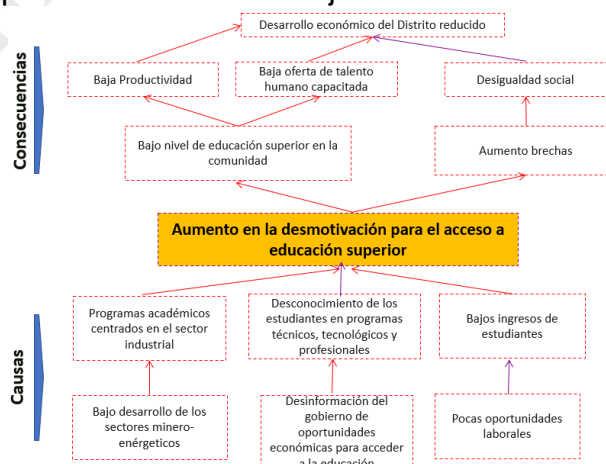 Desarrollo económico del Distrito reducido
Consecuencias
Baja Productividad
Baja oferta de talento
humano capacitada
Desigualdad social
Bajo nivel de educación superior en la
comunidad
Aumento brechas
Aumento en la desmotivación para el acceso a
educación superior
Causas
Programas académicos
centrados en el sector
industrial
Desconocimiento de los
estudiantes en programas
técnicos, tecnológicos y
profesionales
Bajos ingresos de
estudiantes
Bajo desarrollo de los
sectores minero-
enérgeticos
Desinformación del
gobierno de
oportunidades
económicas para acceder
a la educación
Pocas oportunidades
laborales